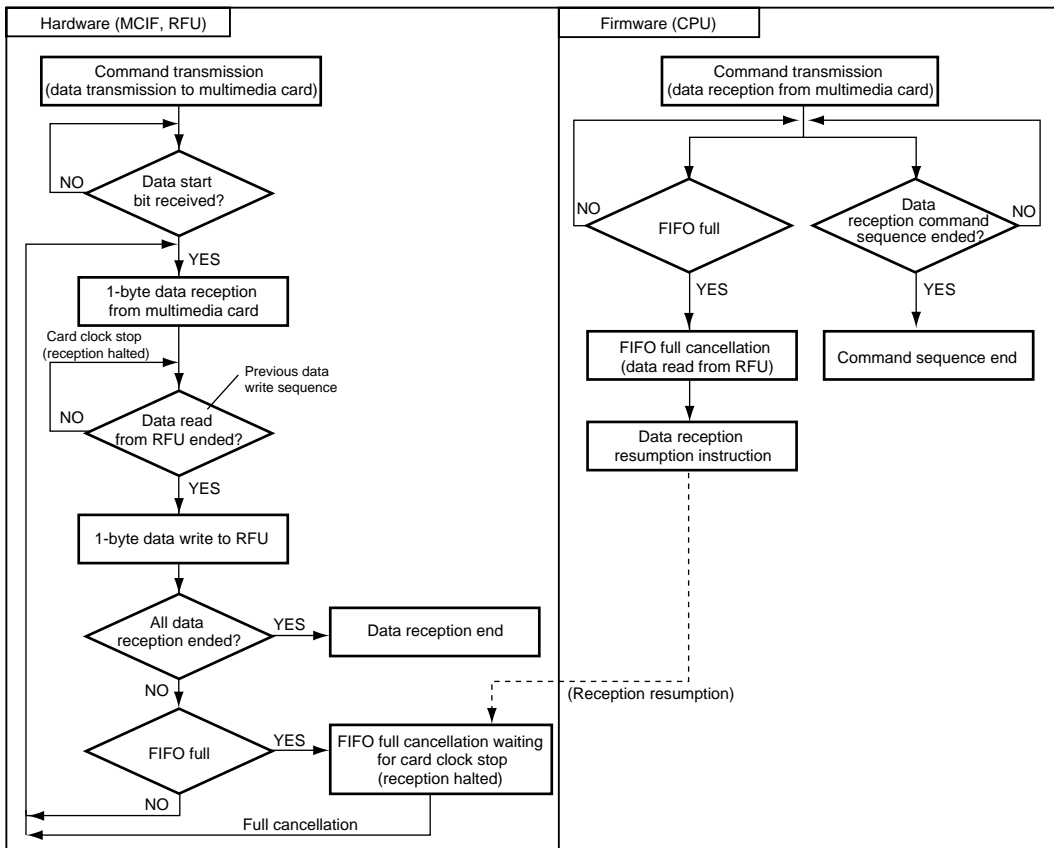 Hardware (MCIF, RFU)
Command transmission
(data transmission to multimedia card)
NO
Data start
bit received?
YES
1-byte data reception
from multimedia card
Card clock stop
(reception halted)
Previous data
write sequence
NO
Data read
from RFU ended?
YES
1-byte data write to RFU
All data
reception ended?
YES
Data reception end
NO
FIFO full
YES
FIFO full cancellation waiting
for card clock stop
(reception halted)
NO
Full cancellation
Firmware (CPU)
Command transmission
(data reception from multimedia card)
NO
FIFO full
Data
reception command
sequence ended?
NO
YES
YES
FIFO full cancellation
(data read from RFU)
Command sequence end
Data reception
resumption instruction
(Reception resumption)